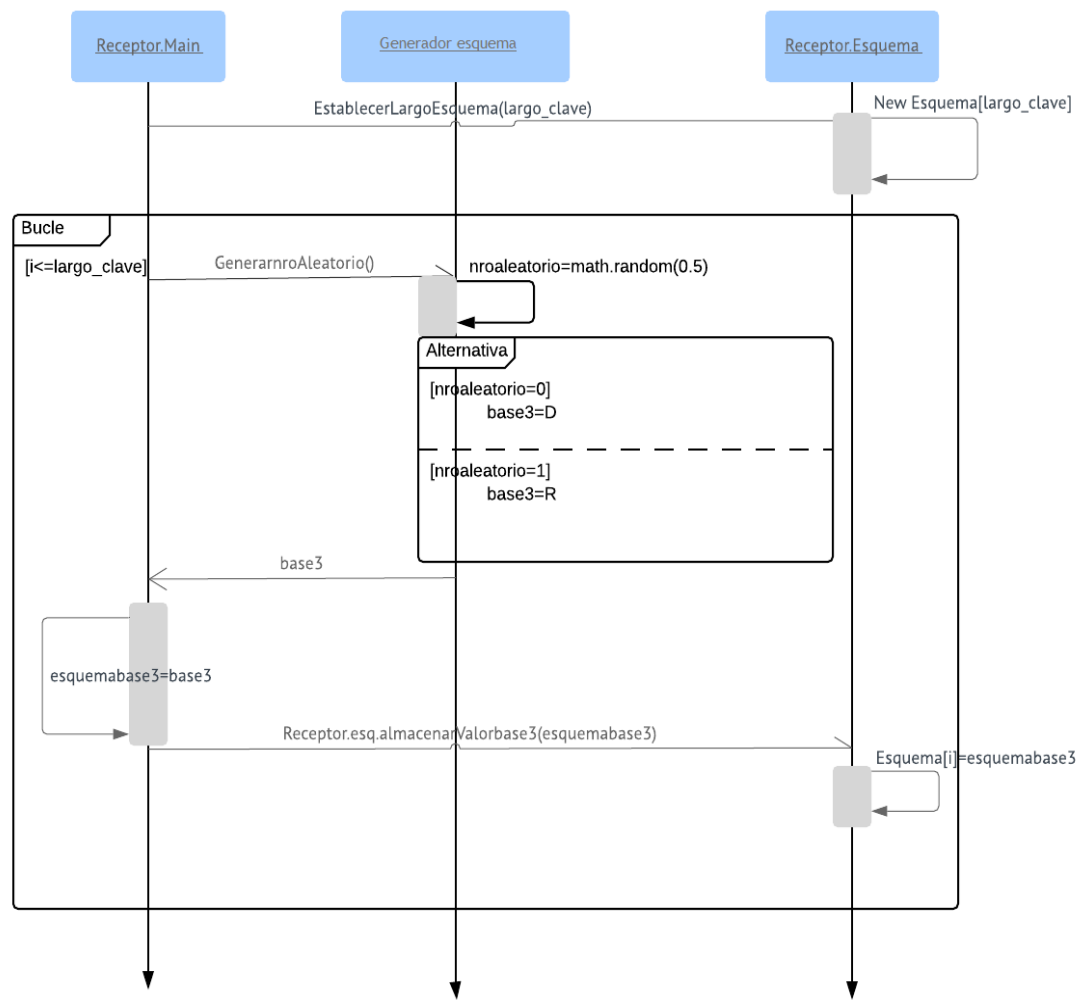 Receptor.Main
Generador esquema
Receptor.Esquema
EstablecerLargoEsquema(largo_clave)
New Esquema[largo_clave]
Bucle
[i<=largo_clave]
GenerarnroAleatorio()
nroaleatorio=math.random(0.5)
Alternativa
[nroaleatorio=0]
base3=D
[nroaleatorio=1]
base3=R
base3
esquemabase3=base3
Receptor.esq.almacenarValorbase3(esquemabase3)
Esquema[i]=esquemabase3